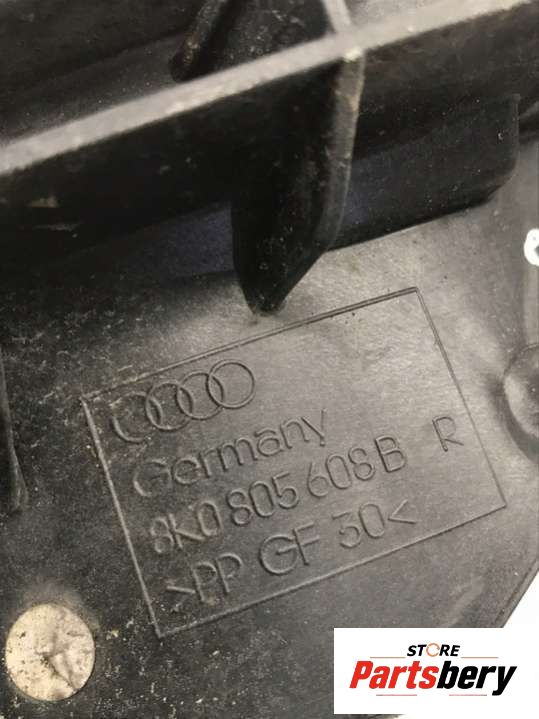 Germany
8K0 805 608 B R
>PP GF 30<
STORE
Partsbery